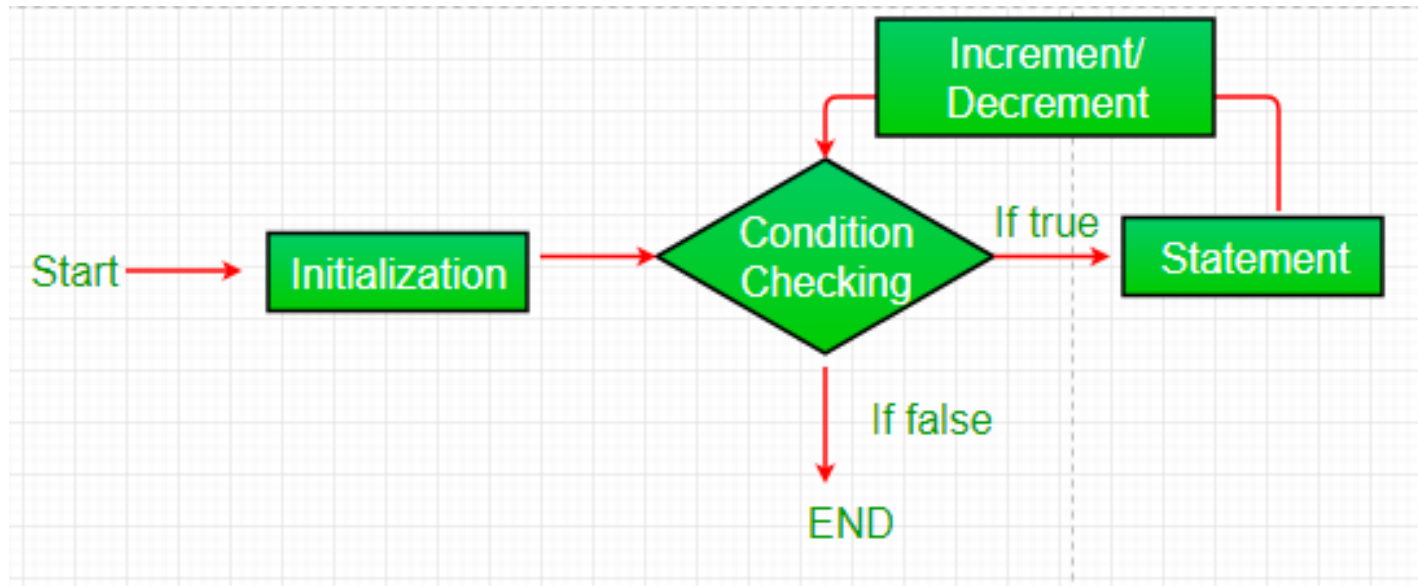 Increment/
Decrement
Start
Initialization
Condition
Checking
If true
Statement
If false
END